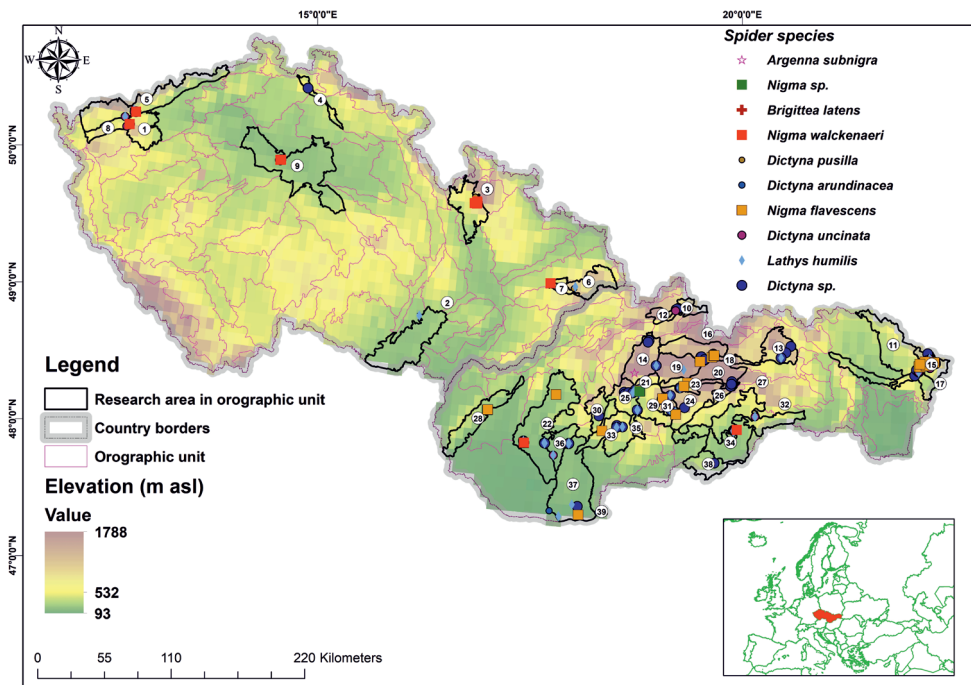 15°0'0"E
20°0'0"E
N
W
E
S
50°0'0"N
49°0'0"N
48°0'0"N
47°0'0"N
Spider species
Argenna subnigra
Nigma sp.
Brigittea latens
Nigma walckenaeri
Dictyna pusilla
Dictyna arundinacea
Nigma flavescens
Dictyna uncinata
Lathys humilis
Dictyna sp.
5
4
8
1
9
3
7
6
2
12
10
16
11
14
19
18
13
15
17
20
21
23
27
26
25
29
31
24
32
28
30
22
33
35
36
34
38
37
39
Legend
Research area in orographic unit
Country borders
Orographic unit
Elevation (m asl)
Value
1788
532
93
0
55
110
220 Kilometers